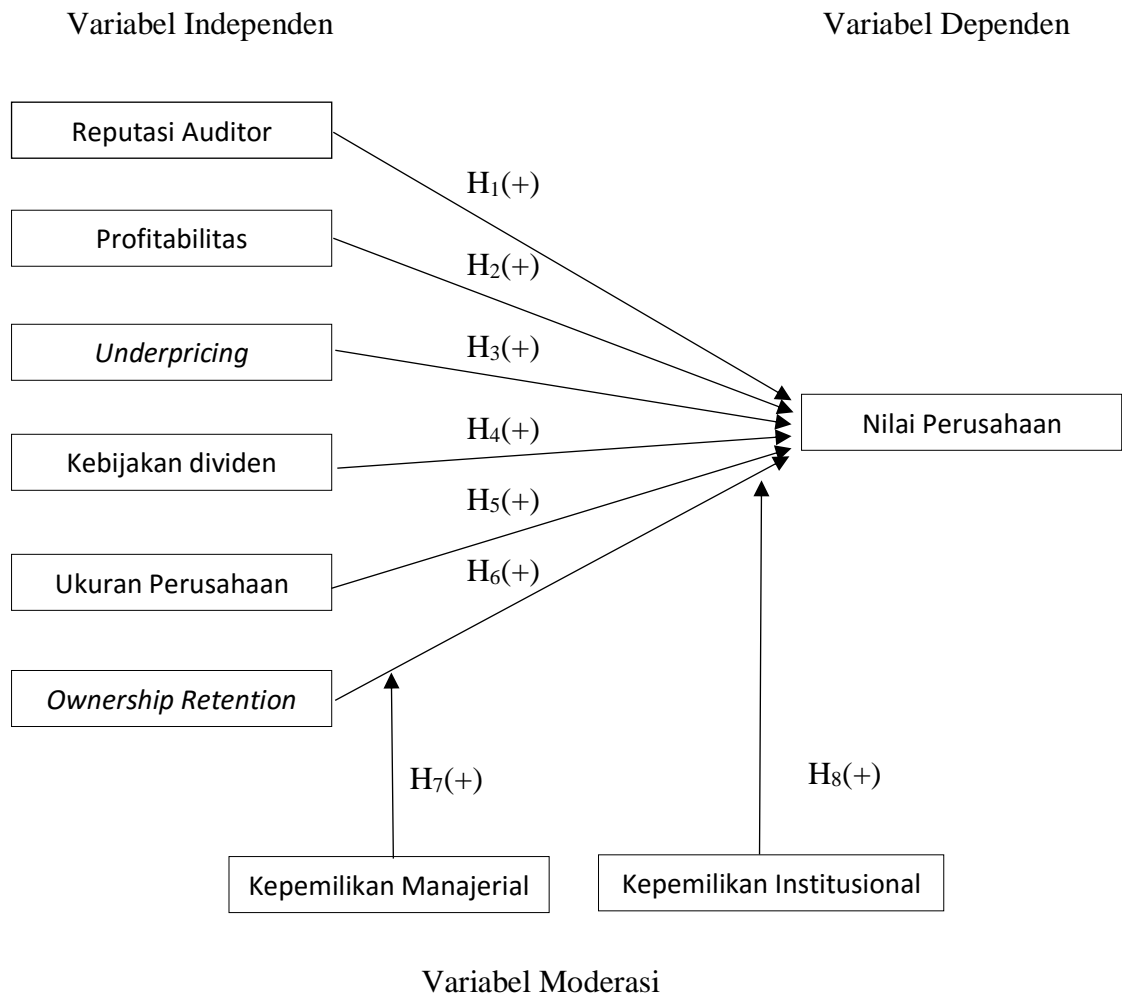 Variabel Independen
Variabel Dependen
Reputasi Auditor
H₁(+)
Profitabilitas
H₂(+)
Underpricing
H₃(+)
Nilai Perusahaan
Kebijakan dividen
H₄(+)
H₅(+)
Ukuran Perusahaan
H₆(+)
Ownership Retention
H₇(+)
H₈(+)
Kepemilikan Manajerial
Kepemilikan Institusional
Variabel Moderasi